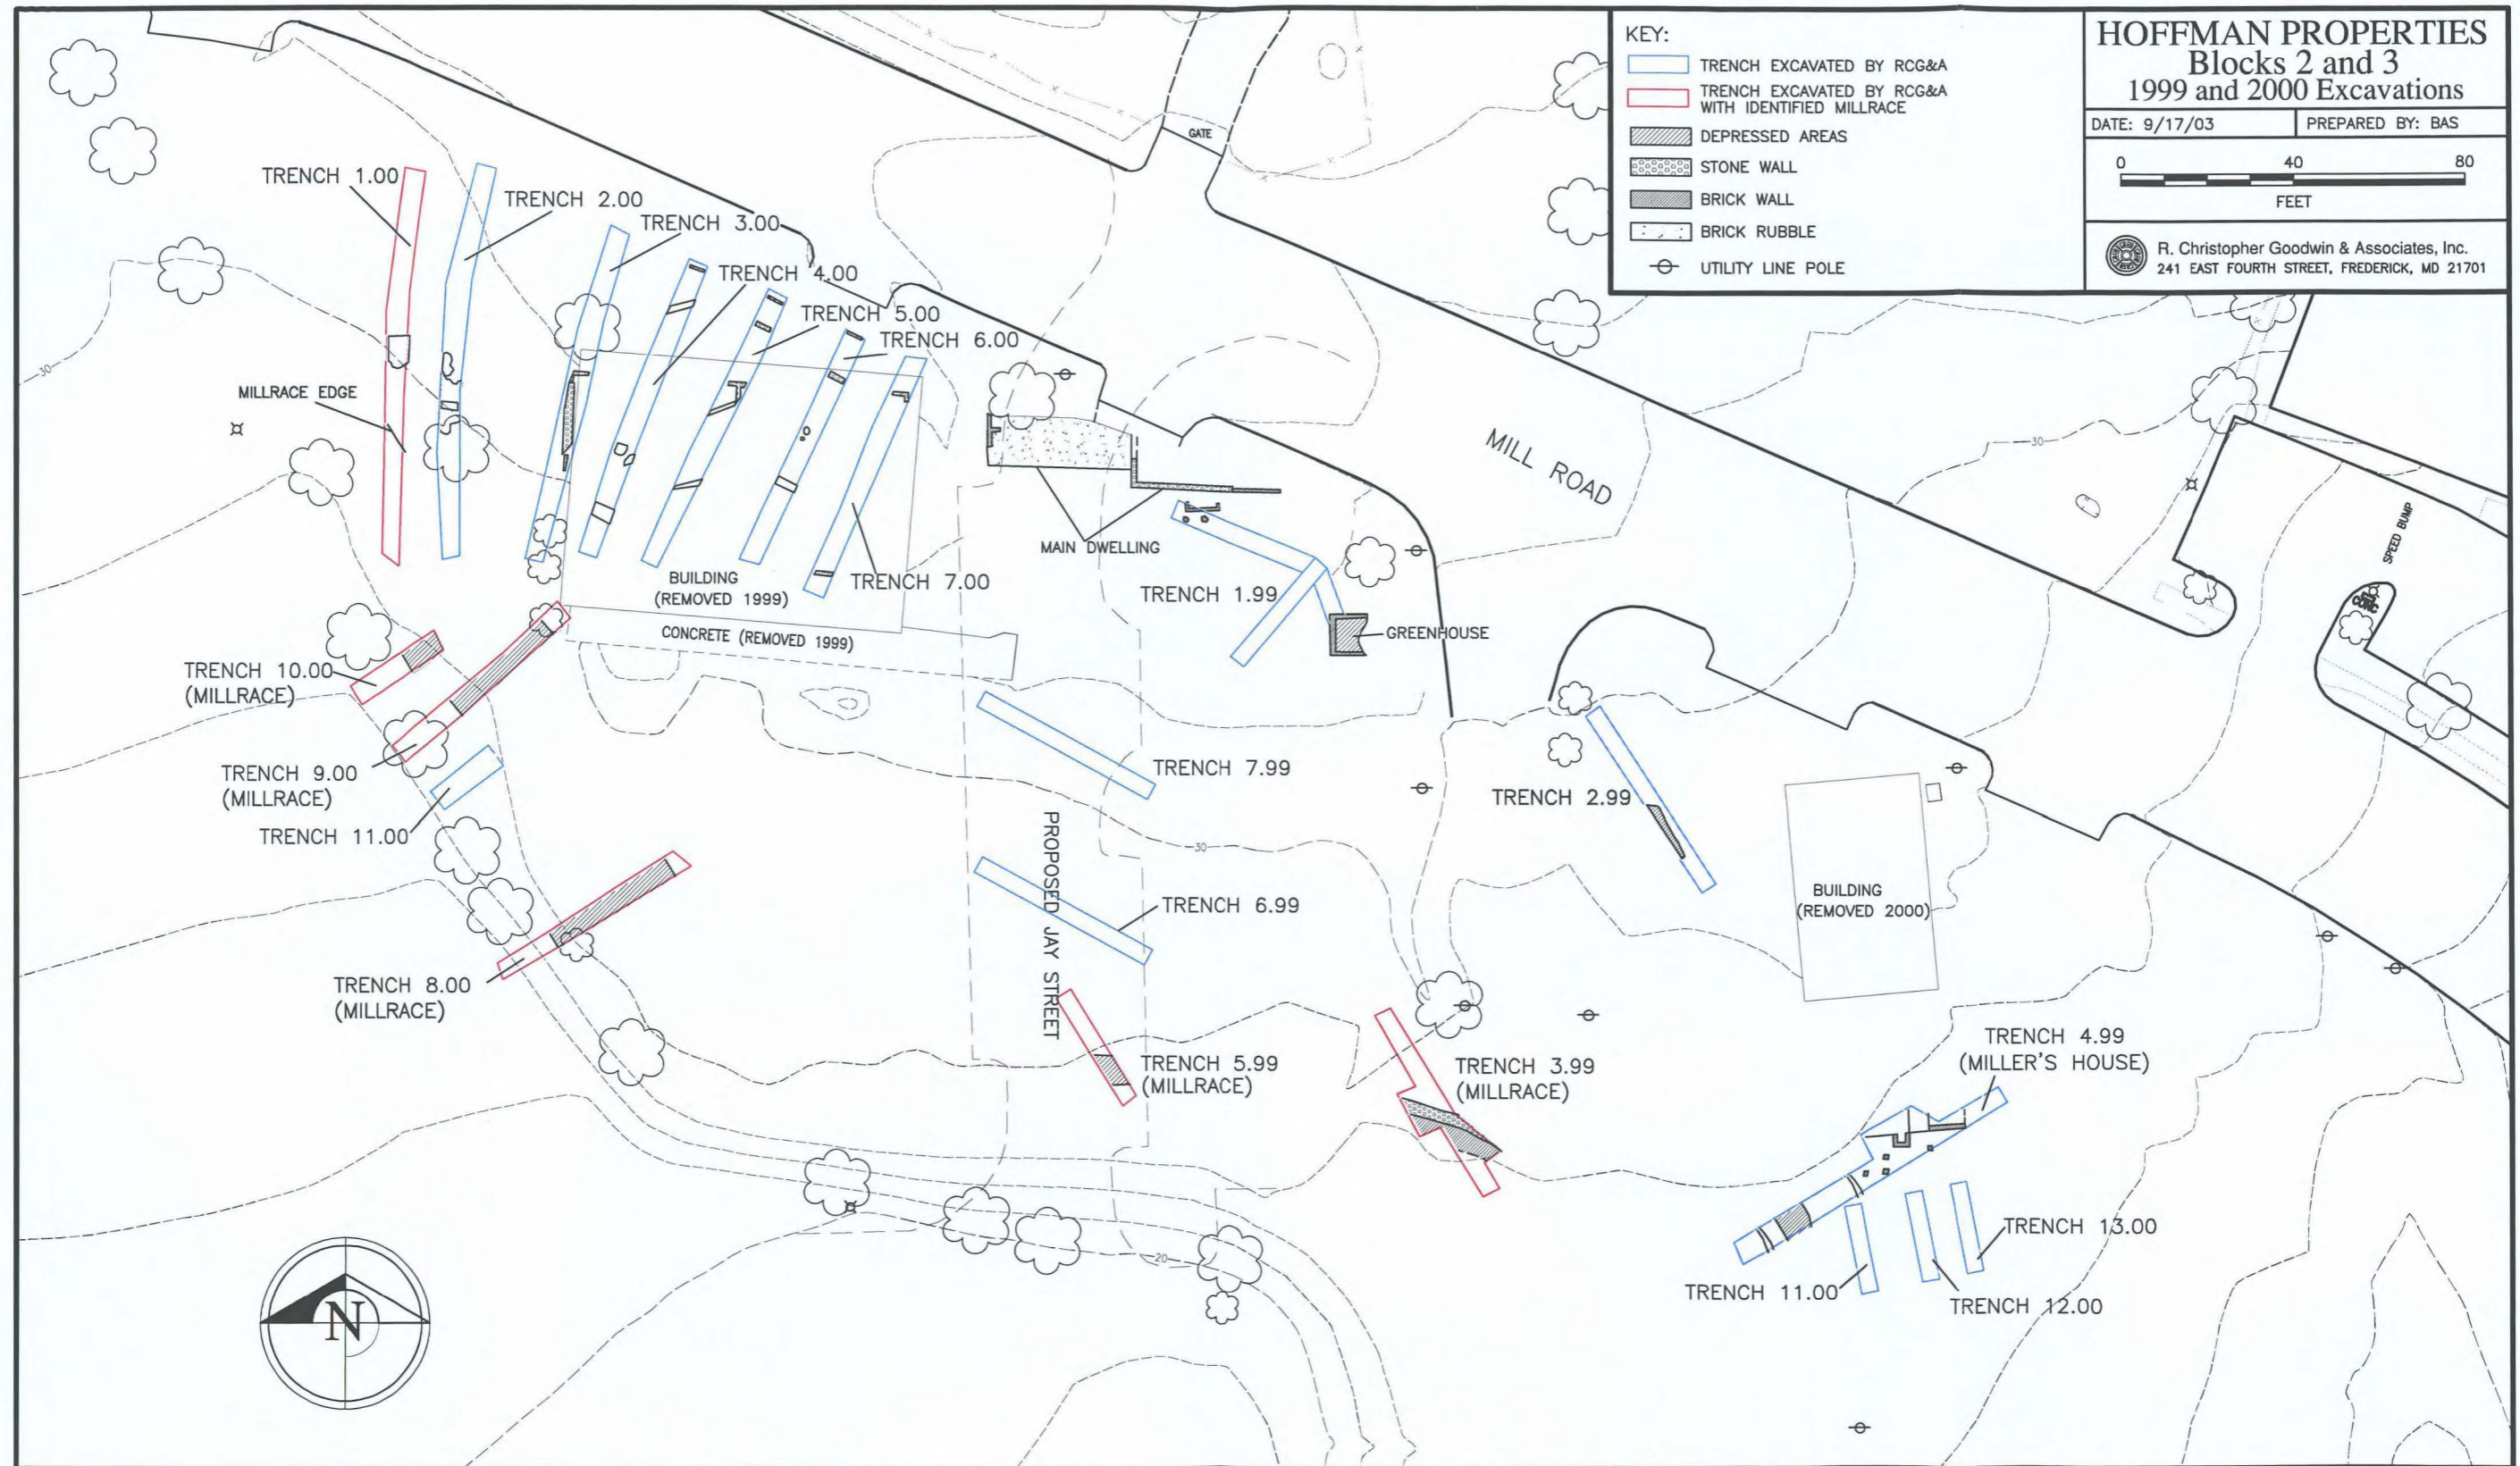 KEY:
TRENCH EXCAVATED BY RCG&A
TRENCH EXCAVATED BY RCG&A
WITH IDENTIFIED MILLRACE
DEPRESSED AREAS
STONE WALL
BRICK WALL
BRICK RUBBLE
UTILITY LINE POLE
HOFFMAN PROPERTIES
Blocks 2 and 3
1999 and 2000 Excavations
DATE: 9/17/03
PREPARED BY: BAS
0 40 80
FEET
R. Christopher Goodwin & Associates, Inc.
241 EAST FOURTH STREET, FREDERICK, MD 21701
GATE
TRENCH 1.00
TRENCH 2.00
TRENCH 3.00
TRENCH 4.00
TRENCH 5.00
TRENCH 6.00
30
MILLRACE EDGE
MILL ROAD
30
SPEED BUMP
MAIN DWELLING
BUILDING
(REMOVED 1999)
TRENCH 7.00
TRENCH 1.99
CONCRETE (REMOVED 1999)
GREENHOUSE
TRENCH 10.00
(MILLRACE)
TRENCH 9.00
(MILLRACE)
TRENCH 11.00
TRENCH 7.99
TRENCH 2.99
30
PROPOSED JAY STREET
BUILDING
(REMOVED 2000)
TRENCH 6.99
TRENCH 8.00
(MILLRACE)
TRENCH 5.99
(MILLRACE)
TRENCH 3.99
(MILLRACE)
TRENCH 4.99
(MILLER'S HOUSE)
20
TRENCH 13.00
TRENCH 11.00
TRENCH 12.00
N